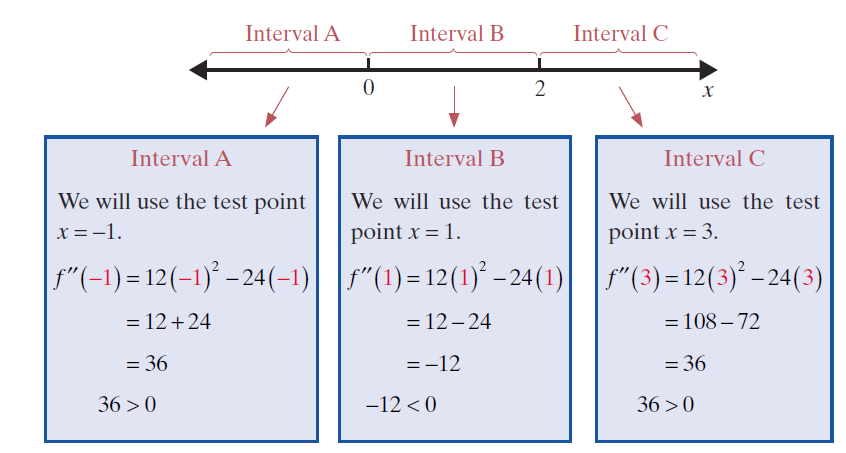 Interval A Interval B Interval C
0 2 x
Interval A
We will use the test point
x = −1.
f″(−1) = 12(−1)² − 24(−1)
= 12 + 24
= 36
36 > 0
Interval B
We will use the test
point x = 1.
f″(1) = 12(1)² − 24(1)
= 12 − 24
= −12
−12 < 0
Interval C
We will use the test
point x = 3.
f″(3) = 12(3)² − 24(3)
= 108 − 72
= 36
36 > 0